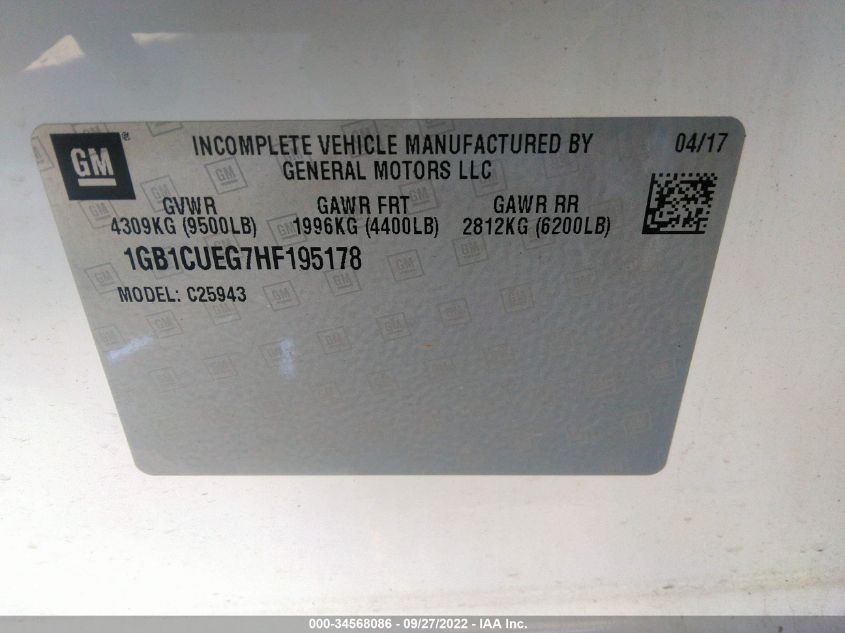 GM® INCOMPLETE VEHICLE MANUFACTURED BY 04/17
GENERAL MOTORS LLC
GVWR GAWR FRT GAWR RR
4309KG (9500LB) 1996KG (4400LB) 2812KG (6200LB)
1GB1CUEG7HF195178
MODEL: C25943
000-34568086 - 09/27/2022 - IAA Inc.